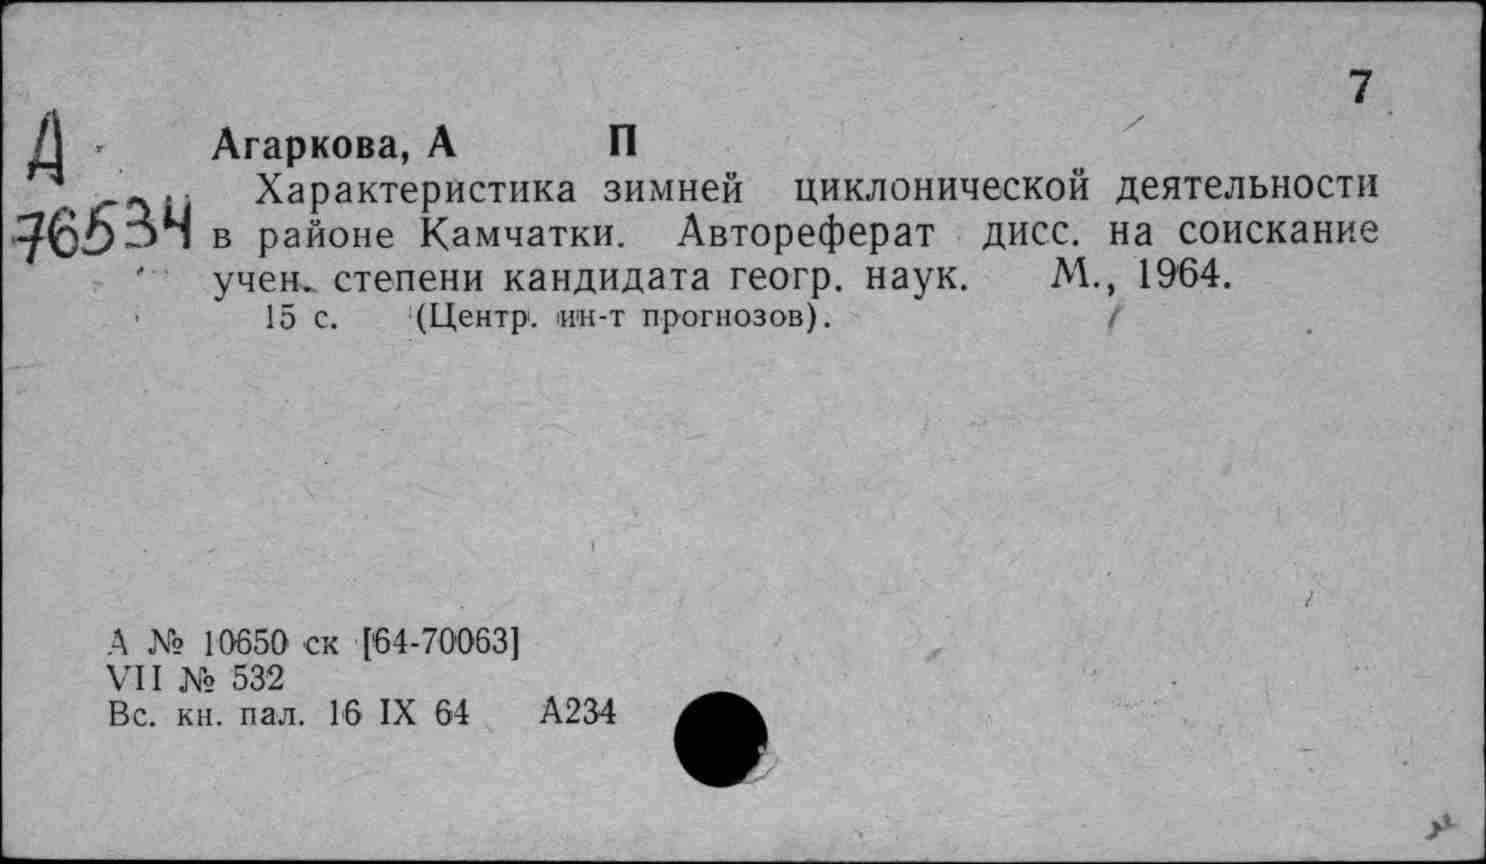 7
Д
76534
Агаркова, А П
Характеристика зимней циклонической деятельности
в районе Камчатки. Автореферат дисс. на соискание
учен. степени кандидата геогр. наук. М., 1964.
15 с. (Центр. ин-т прогнозов).
А № 10650 ск [64-70063]
VII № 532
Вс. кн. пал. 16 IX 64 А234